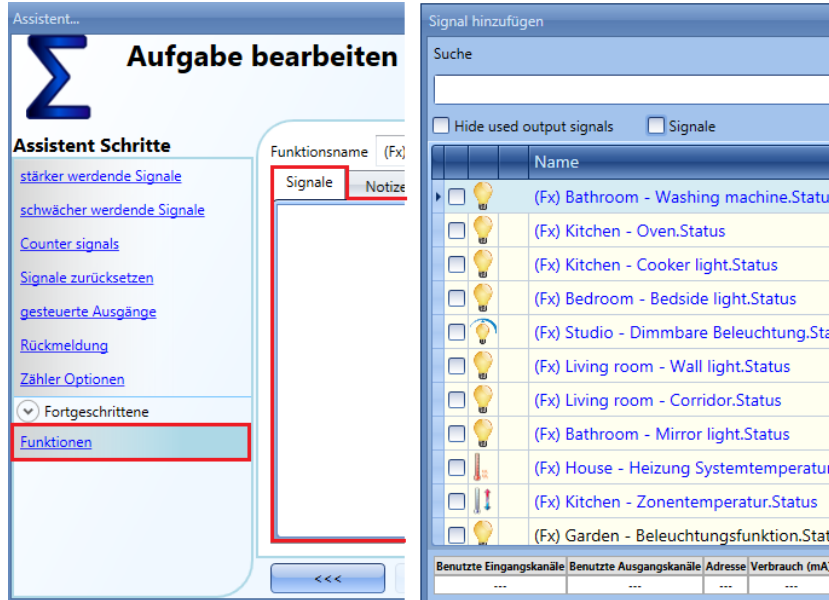 Assistent...
Aufgabe bearbeiten
Assistent Schritte
stärker werdende Signale
schwächer werdende Signale
Counter signals
Signale zurücksetzen
gesteuerte Ausgänge
Rückmeldung
Zähler Optionen
Fortgeschrittene
Funktionen
Funktionsname (Fx)
Signale Notize
<<<
Signal hinzufügen
Suche
Hide used output signals Signale
Name
(Fx) Bathroom - Washing machine.Statu
(Fx) Kitchen - Oven.Status
(Fx) Kitchen - Cooker light.Status
(Fx) Bedroom - Bedside light.Status
(Fx) Studio - Dimmbare Beleuchtung.Sta
(Fx) Living room - Wall light.Status
(Fx) Living room - Corridor.Status
(Fx) Bathroom - Mirror light.Status
(Fx) House - Heizung Systemtemperatur
(Fx) Kitchen - Zonentemperatur.Status
(Fx) Garden - Beleuchtungsfunktion.Stat
Benutzte Eingangskanäle Benutzte Ausgangskanäle Adresse Verbrauch (mA)
--- --- --- ---